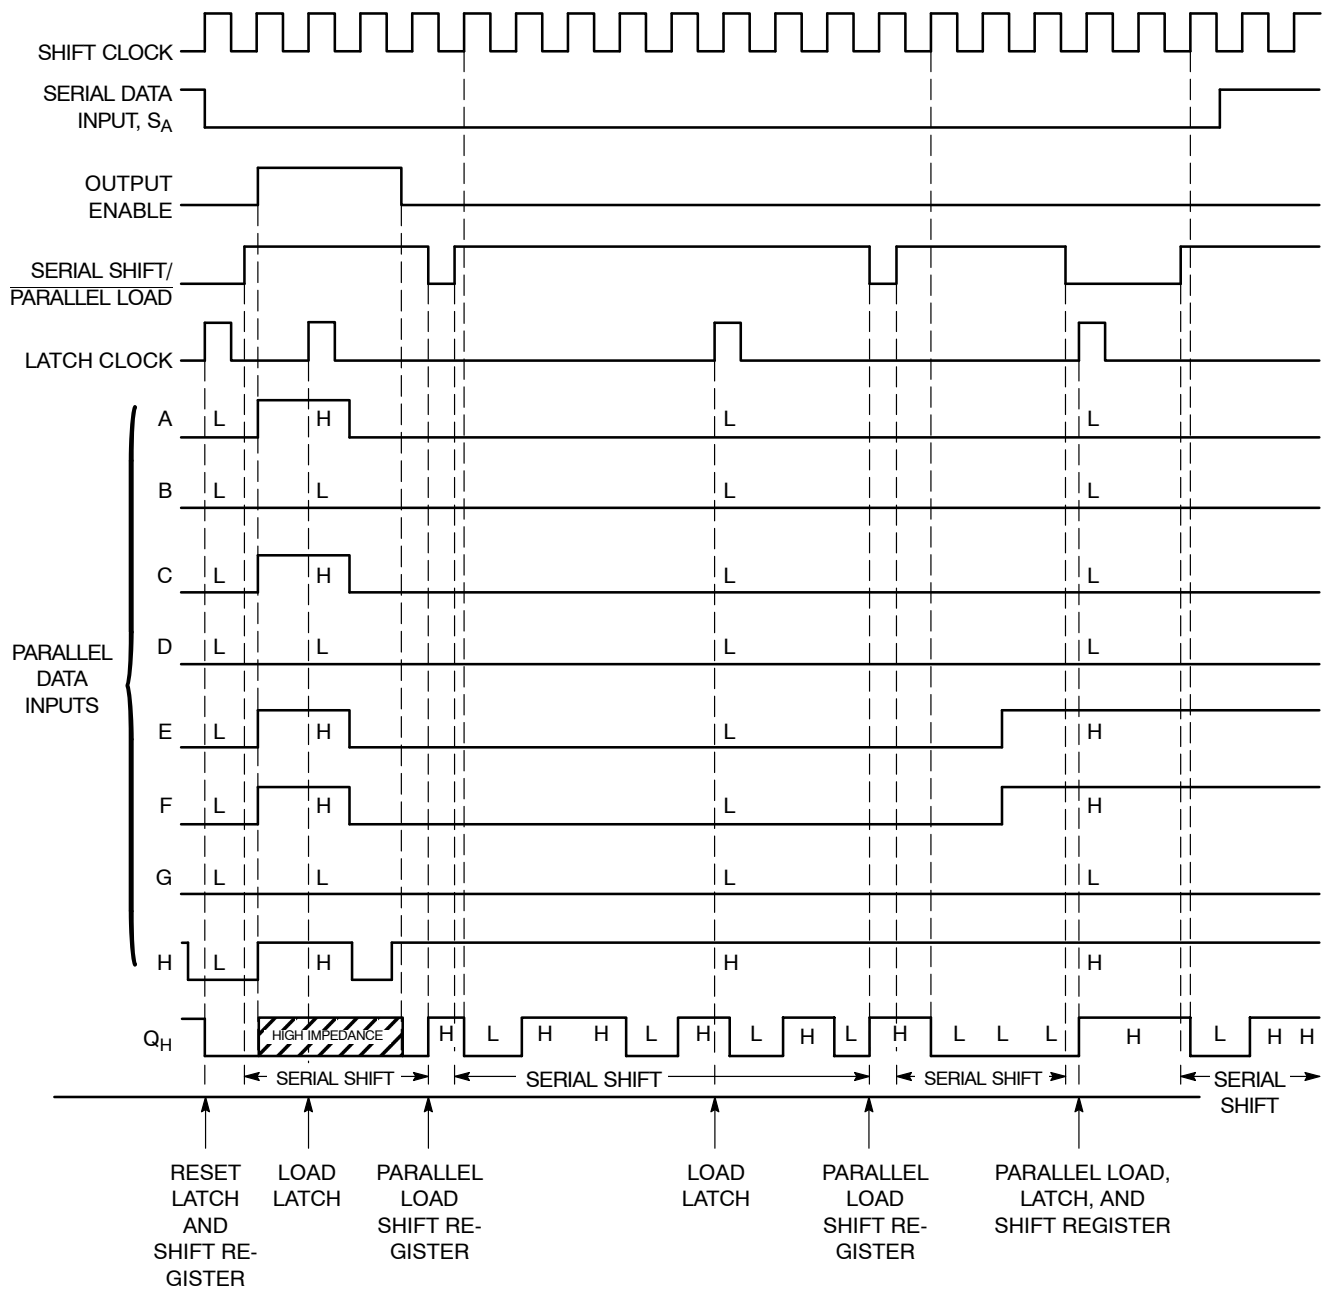 SHIFT CLOCK
SERIAL DATA
INPUT, SA
OUTPUT
ENABLE
SERIAL SHIFT/
PARALLEL LOAD
LATCH CLOCK
A L H L L
B L L L L
C L H L L
D L L L L
PARALLEL
DATA
INPUTS
E L H L H
F L H L H
G L L L L
H L H H H
QH HIGH IMPEDANCE H L H H L H L H L H L L L H L H H
SERIAL SHIFT SERIAL SHIFT SERIAL SHIFT SERIAL
SHIFT
RESET
LATCH
AND
SHIFT RE-
GISTER
LOAD
LATCH
PARALLEL
LOAD
SHIFT RE-
GISTER
LOAD
LATCH
PARALLEL
LOAD
SHIFT RE-
GISTER
PARALLEL LOAD,
LATCH, AND
SHIFT REGISTER